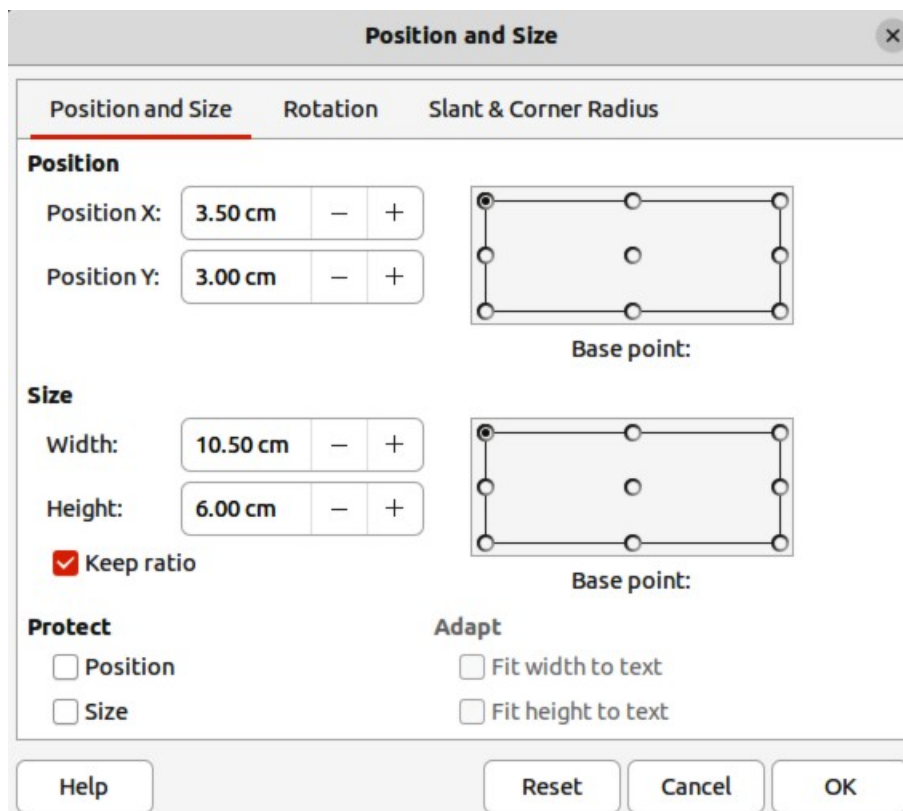 Position and Size
Position and Size Rotation Slant & Corner Radius
Position
Position X: 3.50 cm − +
Position Y: 3.00 cm − +
Base point:
Size
Width: 10.50 cm − +
Height: 6.00 cm − +
Keep ratio
Base point:
Protect Adapt
Position Fit width to text
Size Fit height to text
Help Reset Cancel OK